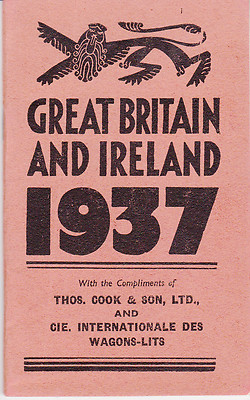 GREAT BRITAIN
AND IRELAND
1937
With the Compliments of
THOS. COOK & SON, LTD.,
AND
CIE. INTERNATIONALE DES
WAGONS-LITS